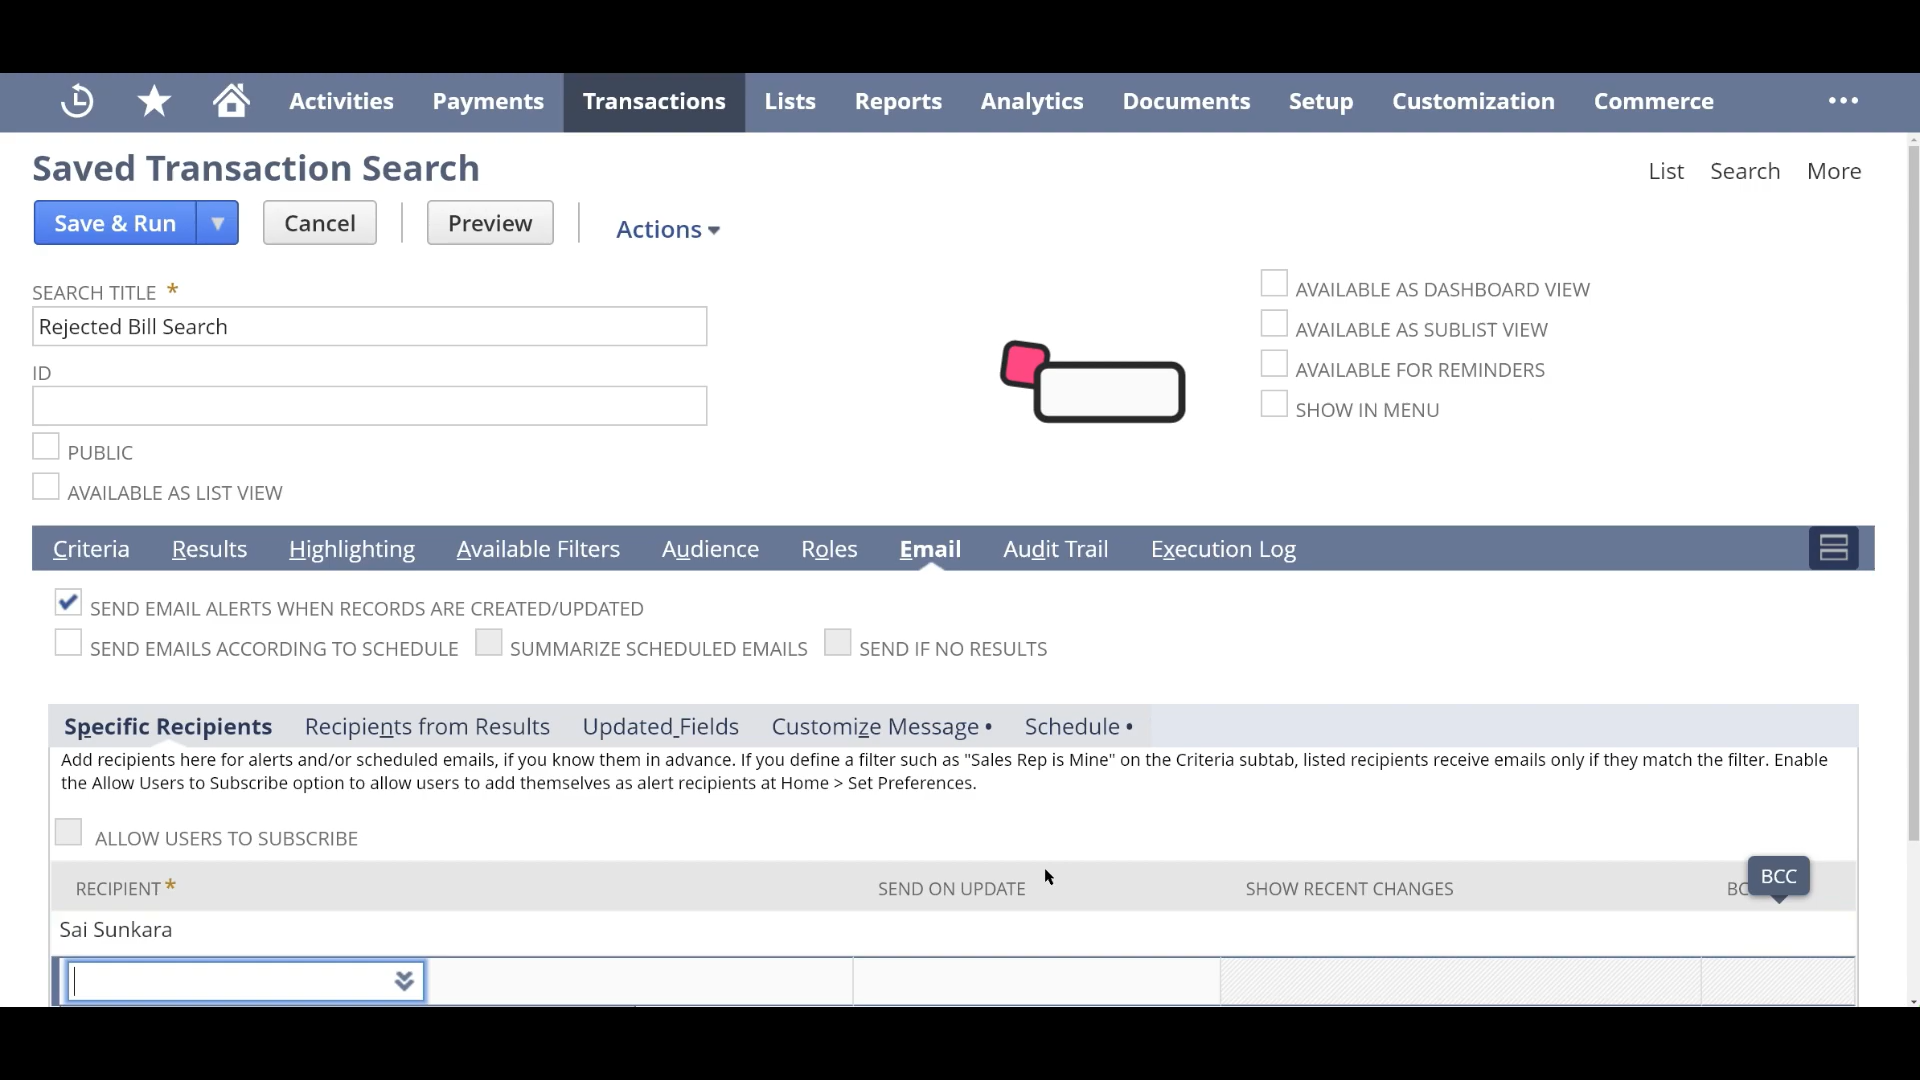 Activities Payments Transactions Lists Reports Analytics Documents Setup Customization Commerce
Saved Transaction Search
List Search More
Save & Run Cancel Preview Actions
SEARCH TITLE *
Rejected Bill Search
ID
PUBLIC
AVAILABLE AS LIST VIEW
AVAILABLE AS DASHBOARD VIEW
AVAILABLE AS SUBLIST VIEW
AVAILABLE FOR REMINDERS
SHOW IN MENU
Criteria Results Highlighting Available Filters Audience Roles Email Audit Trail Execution Log
SEND EMAIL ALERTS WHEN RECORDS ARE CREATED/UPDATED
SEND EMAILS ACCORDING TO SCHEDULE SUMMARIZE SCHEDULED EMAILS SEND IF NO RESULTS
Specific Recipients Recipients from Results Updated Fields Customize Message • Schedule •
Add recipients here for alerts and/or scheduled emails, if you know them in advance. If you define a filter such as "Sales Rep is Mine" on the Criteria subtab, listed recipients receive emails only if they match the filter. Enable
the Allow Users to Subscribe option to allow users to add themselves as alert recipients at Home > Set Preferences.
ALLOW USERS TO SUBSCRIBE
RECIPIENT * SEND ON UPDATE SHOW RECENT CHANGES BC
BCC
Sai Sunkara